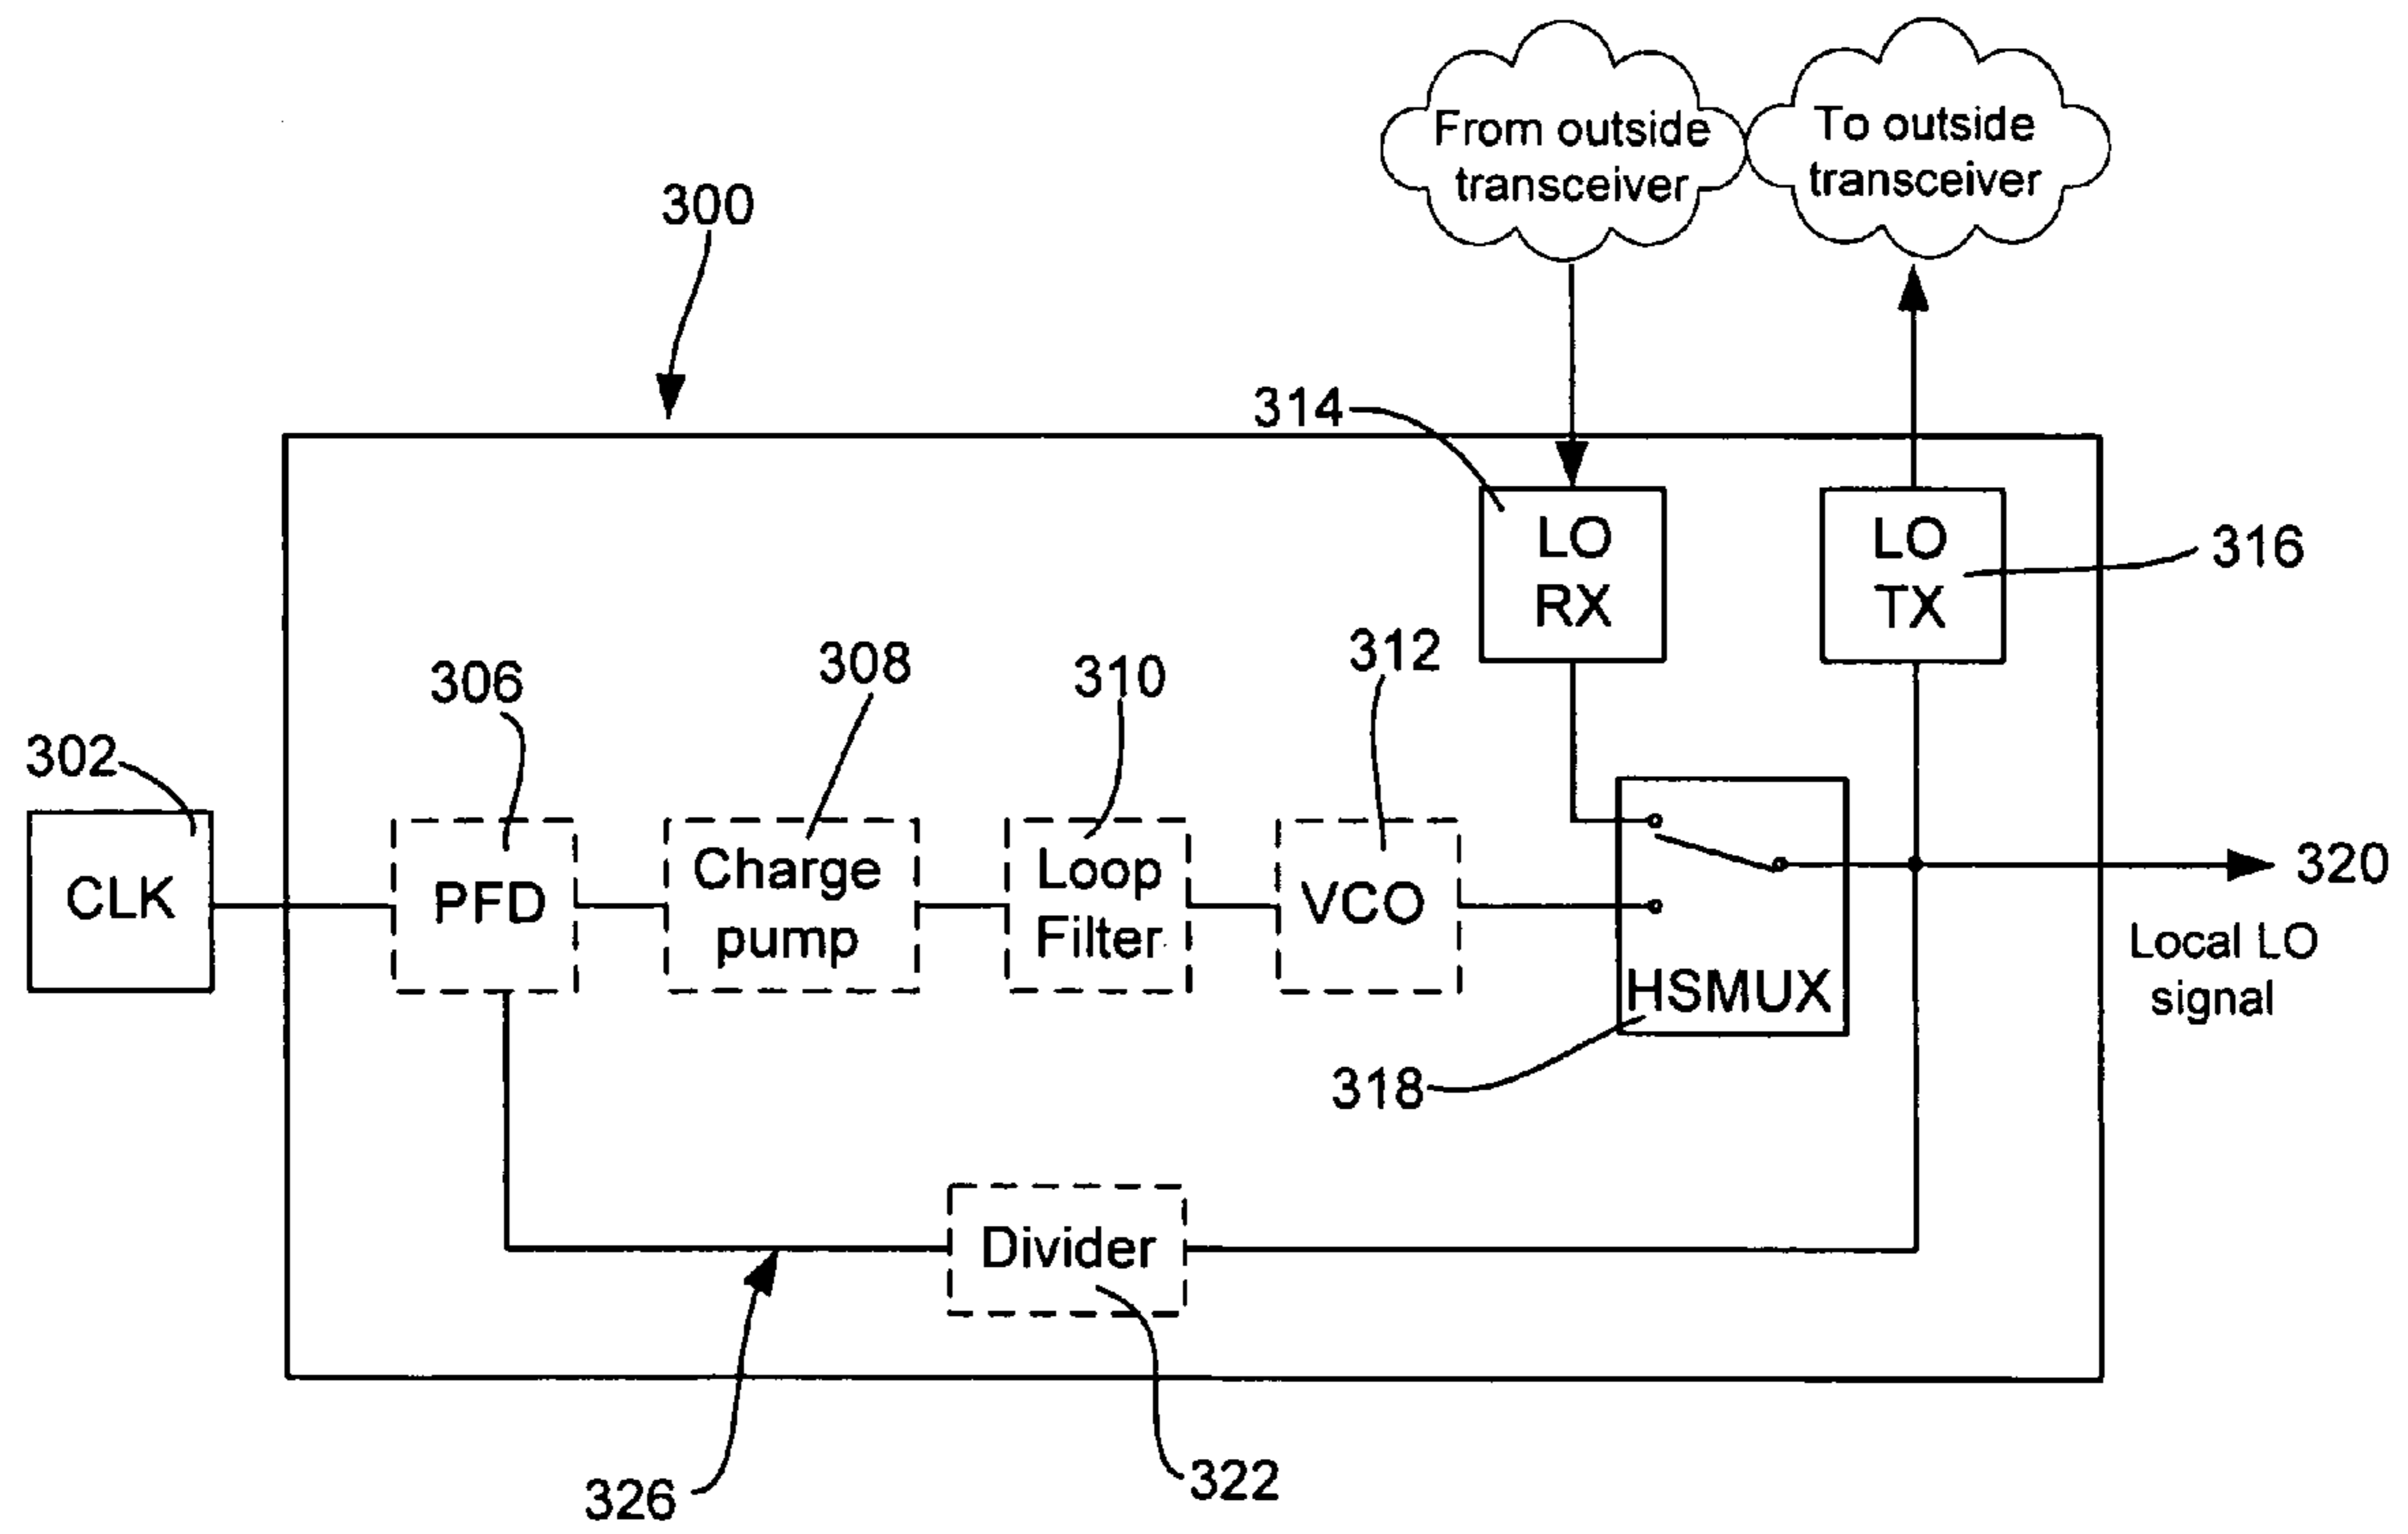 From outside
transceiver
To outside
transceiver
300
314
LO
RX
LO
TX
316
306
308
310
312
302
CLK
PFD
Charge
pump
Loop
Filter
VCO
HSMUX
320
Local LO
signal
318
Divider
326
322